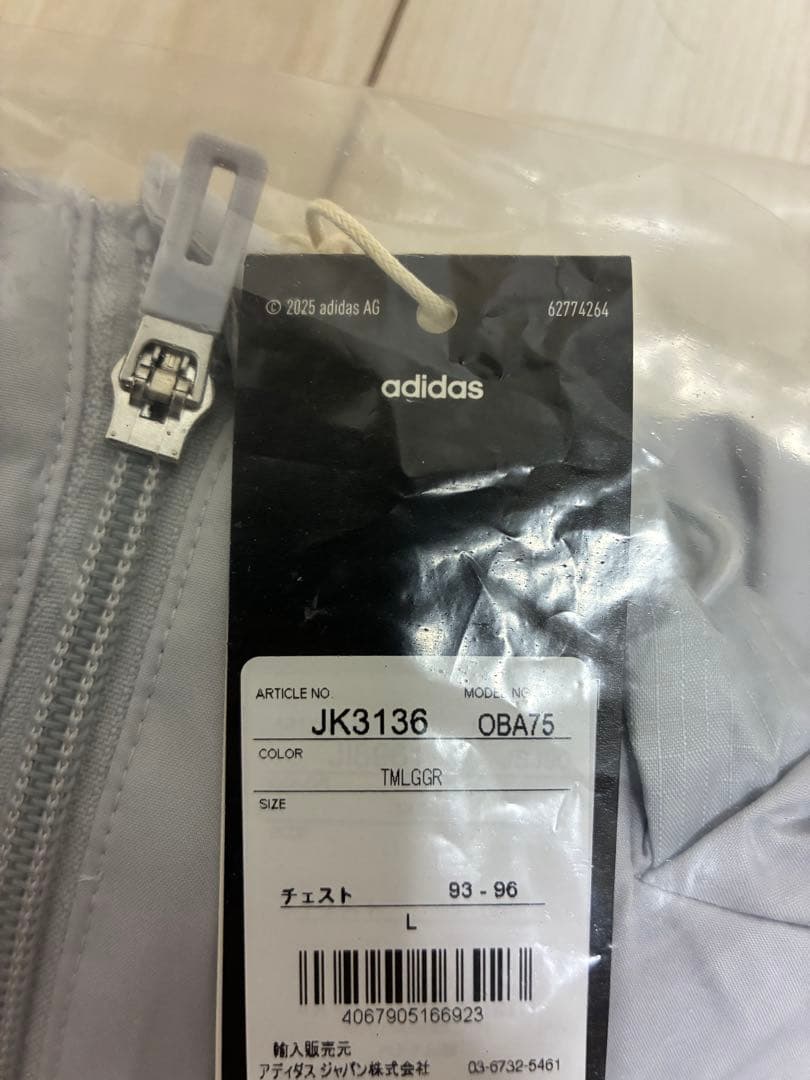 © 2025 adidas AG 62774264
adidas
ARTICLE NO. MODEL NO
JK3136 OBA75
COLOR
TMLGGR
SIZE
チェスト 93 - 96
L
4067905166923
輸入販売元
アディダス ジャパン株式会社 03-6732-5461